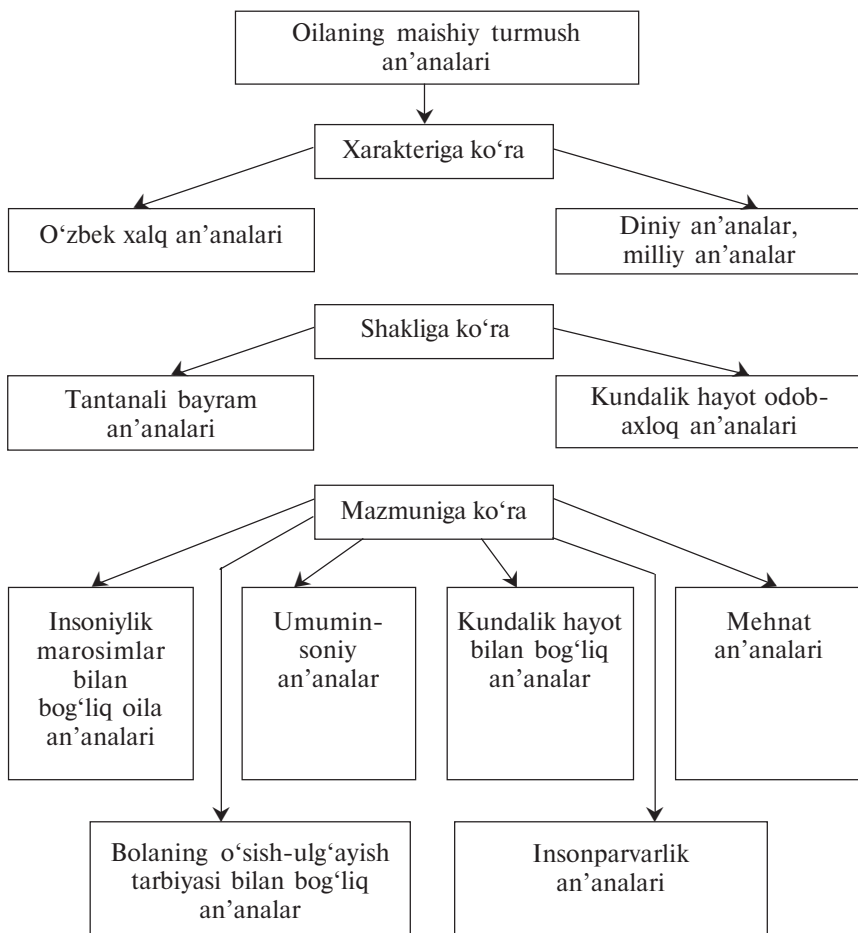 Oilaning maishiy turmush
an’analari
Xarakteriga ko‘ra
O‘zbek xalq an’analari
Diniy an’analar,
milliy an’analar
Shakliga ko‘ra
Tantanali bayram
an’analari
Kundalik hayot odob-
axloq an’analari
Mazmuniga ko‘ra
Insoniylik
marosimlar
bilan
bog‘liq oila
an’analari
Umumin-
soniy
an’analar
Kundalik hayot
bilan bog‘liq
an’analar
Mehnat
an’analari
Bolaning o‘sish-ulg‘ayish
tarbiyasi bilan bog‘liq
an’analar
Insonparvarlik
an’analari